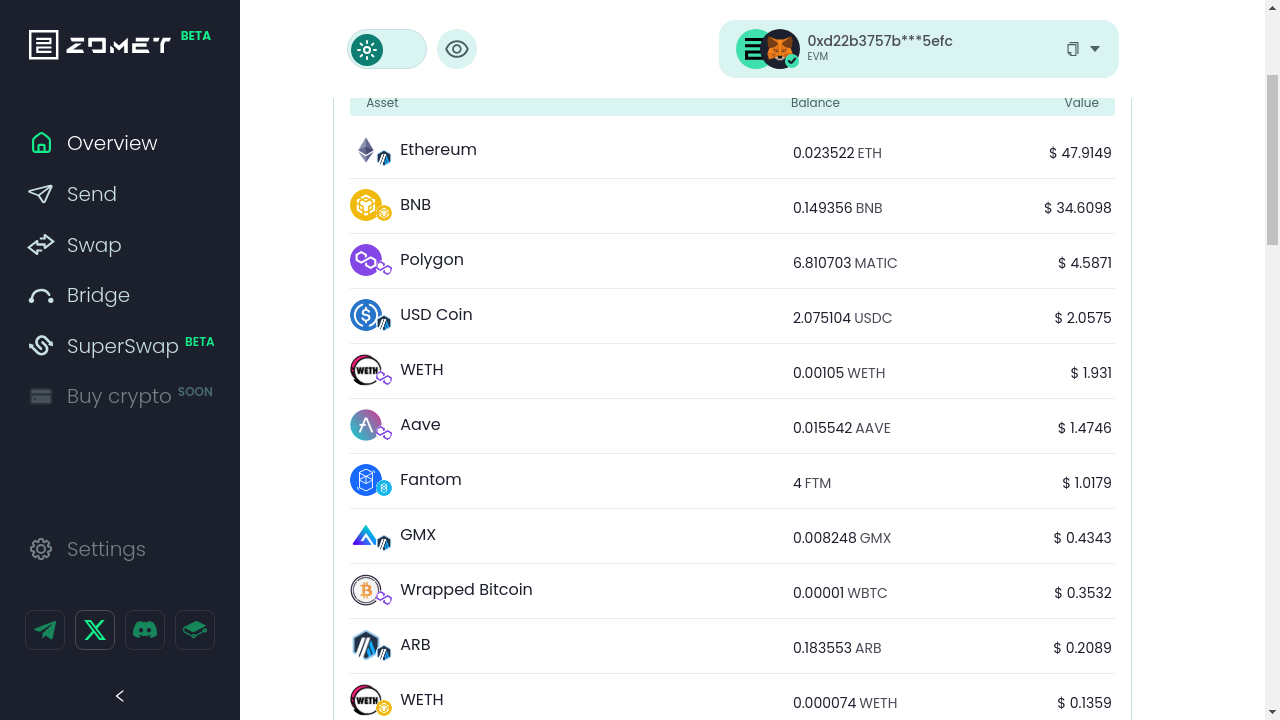 ZOMET BETA
Overview
Send
Swap
Bridge
SuperSwap BETA
Buy crypto SOON
Settings
0xd22b3757b***5efc
EVM
Asset Balance Value
Ethereum 0.023522 ETH $ 47.9149
BNB 0.149356 BNB $ 34.6098
Polygon 6.810703 MATIC $ 4.5871
USD Coin 2.075104 USDC $ 2.0575
WETH WETH 0.00105 WETH $ 1.931
Aave 0.015542 AAVE $ 1.4746
Fantom 4 FTM $ 1.0179
GMX 0.008248 GMX $ 0.4343
Wrapped Bitcoin 0.00001 WBTC $ 0.3532
ARB 0.183553 ARB $ 0.2089
WETH WETH 0.000074 WETH $ 0.1359